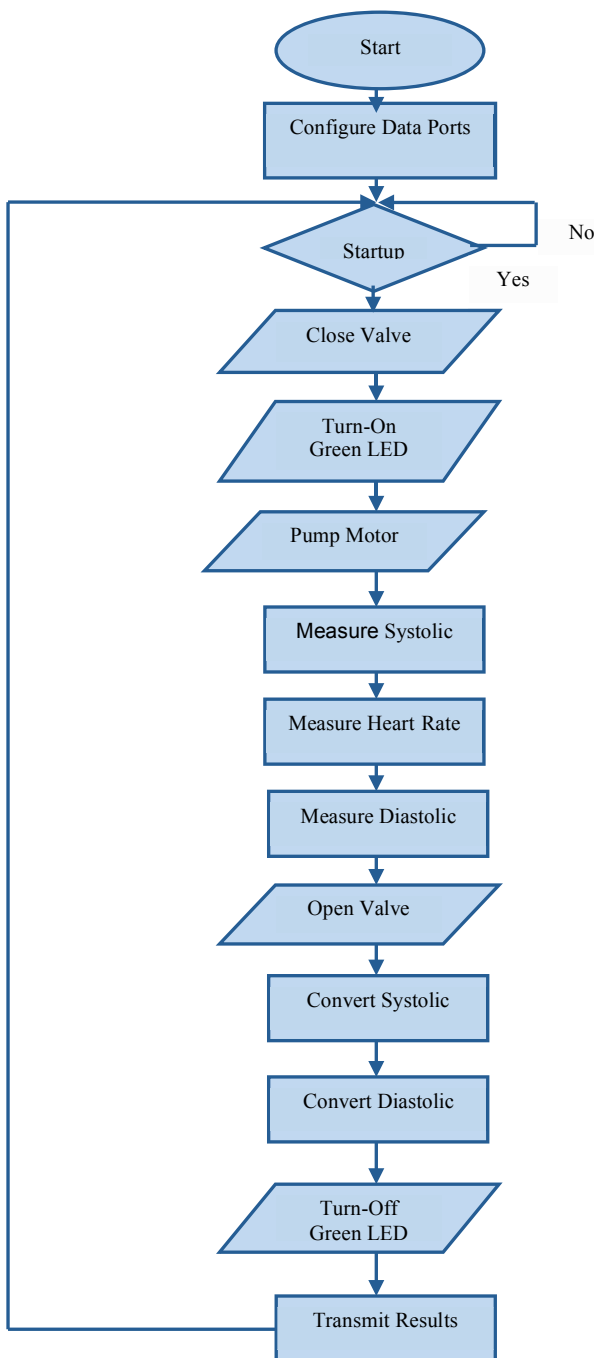 Start
Configure Data Ports
Startup
No
Yes
Close Valve
Turn-On
Green LED
Pump Motor
Measure Systolic
Measure Heart Rate
Measure Diastolic
Open Valve
Convert Systolic
Convert Diastolic
Turn-Off
Green LED
Transmit Results